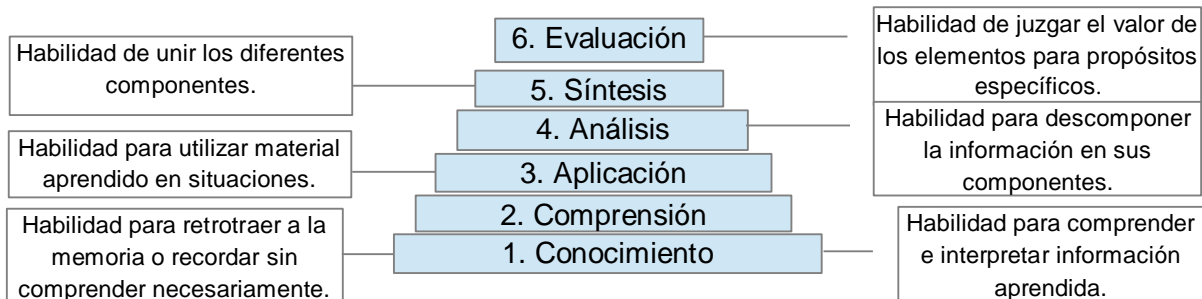 6. Evaluación
5. Síntesis
4. Análisis
3. Aplicación
2. Comprensión
1. Conocimiento
Habilidad de unir los diferentes
componentes.
Habilidad para utilizar material
aprendido en situaciones.
Habilidad para retrotraer a la
memoria o recordar sin
comprender necesariamente.
Habilidad de juzgar el valor de
los elementos para propósitos
específicos.
Habilidad para descomponer
la información en sus
componentes.
Habilidad para comprender
e interpretar información
aprendida.